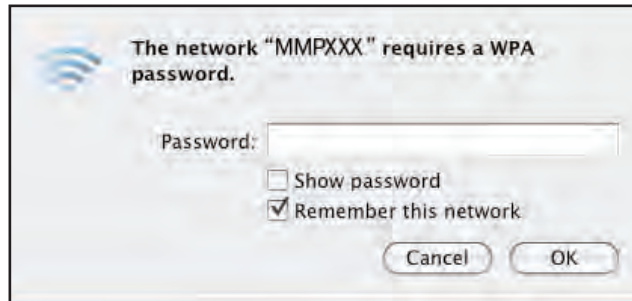 The network “MMPXXX” requires a WPA
password.
Password:
Show password
Remember this network
Cancel OK